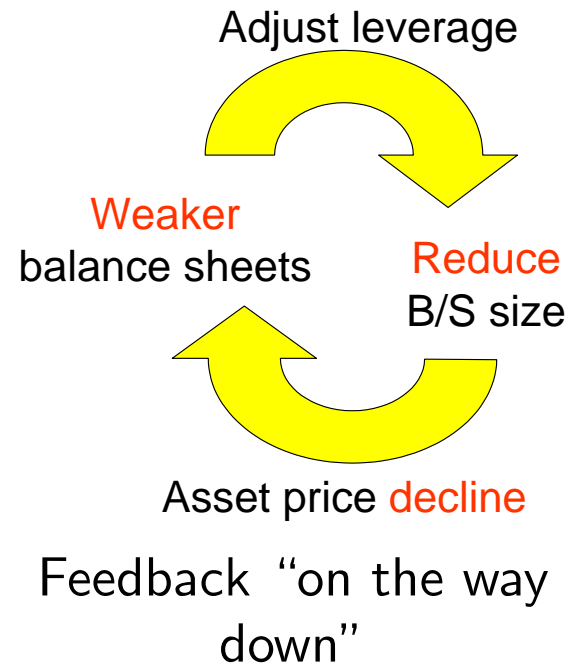 Adjust leverage
Weaker
balance sheets
Reduce
B/S size
Asset price decline
Feedback “on the way
down”